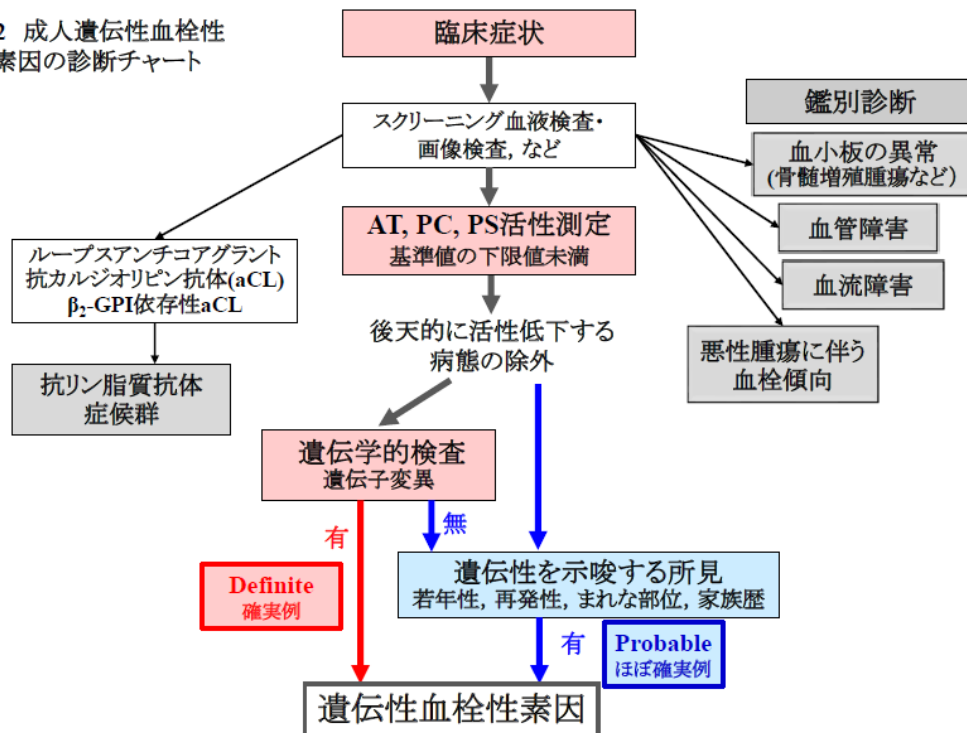 2 成人遺伝性血栓性
素因の診断チャート
臨床症状
スクリーニング血液検査・
画像検査, など
鑑別診断
血小板の異常
(骨髄増殖腫瘍など)
血管障害
血流障害
悪性腫瘍に伴う
血栓傾向
AT, PC, PS活性測定
基準値の下限値未満
ループスアンチコアグラント
抗カルジオリピン抗体(aCL)
β₂-GPI依存性aCL
抗リン脂質抗体
症候群
後天的に活性低下する
病態の除外
遺伝学的検査
遺伝子変異
有
無
Definite
確実例
遺伝性を示唆する所見
若年性, 再発性, まれな部位, 家族歴
有
Probable
ほぼ確実例
遺伝性血栓性素因